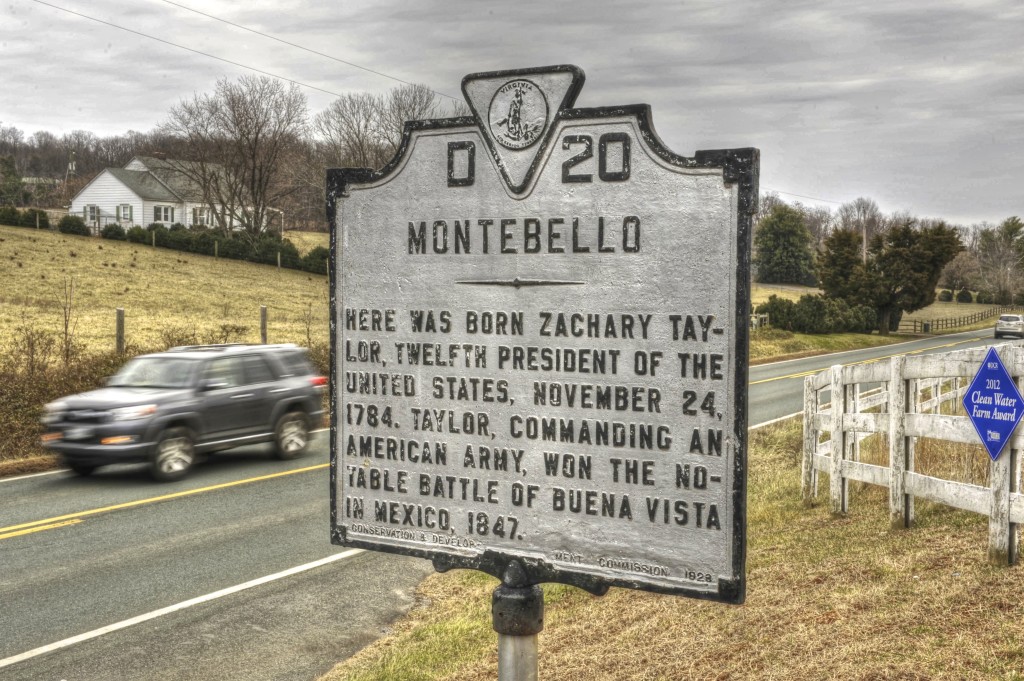 VIRGINIA
D 20
MONTEBELLO
HERE WAS BORN ZACHARY TAY-
LOR, TWELFTH PRESIDENT OF THE
UNITED STATES, NOVEMBER 24,
1784. TAYLOR, COMMANDING AN
AMERICAN ARMY, WON THE NO-
TABLE BATTLE OF BUENA VISTA
IN MEXICO, 1847.
CONSERVATION & DEVELOP- MENT COMMISSION 1928
2012
Clean Water
Farm Award